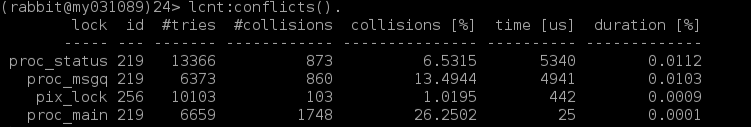 (rabbit@my031089)24> lcnt:conflicts().
lock id #tries #collisions collisions [%] time [us] duration [%]
----- --- ------- ------------ --------------- ---------- -------------
proc_status 219 13366 873 6.5315 5340 0.0112
proc_msgq 219 6373 860 13.4944 4941 0.0103
pix_lock 256 10103 103 1.0195 442 0.0009
proc_main 219 6659 1748 26.2502 25 0.0001